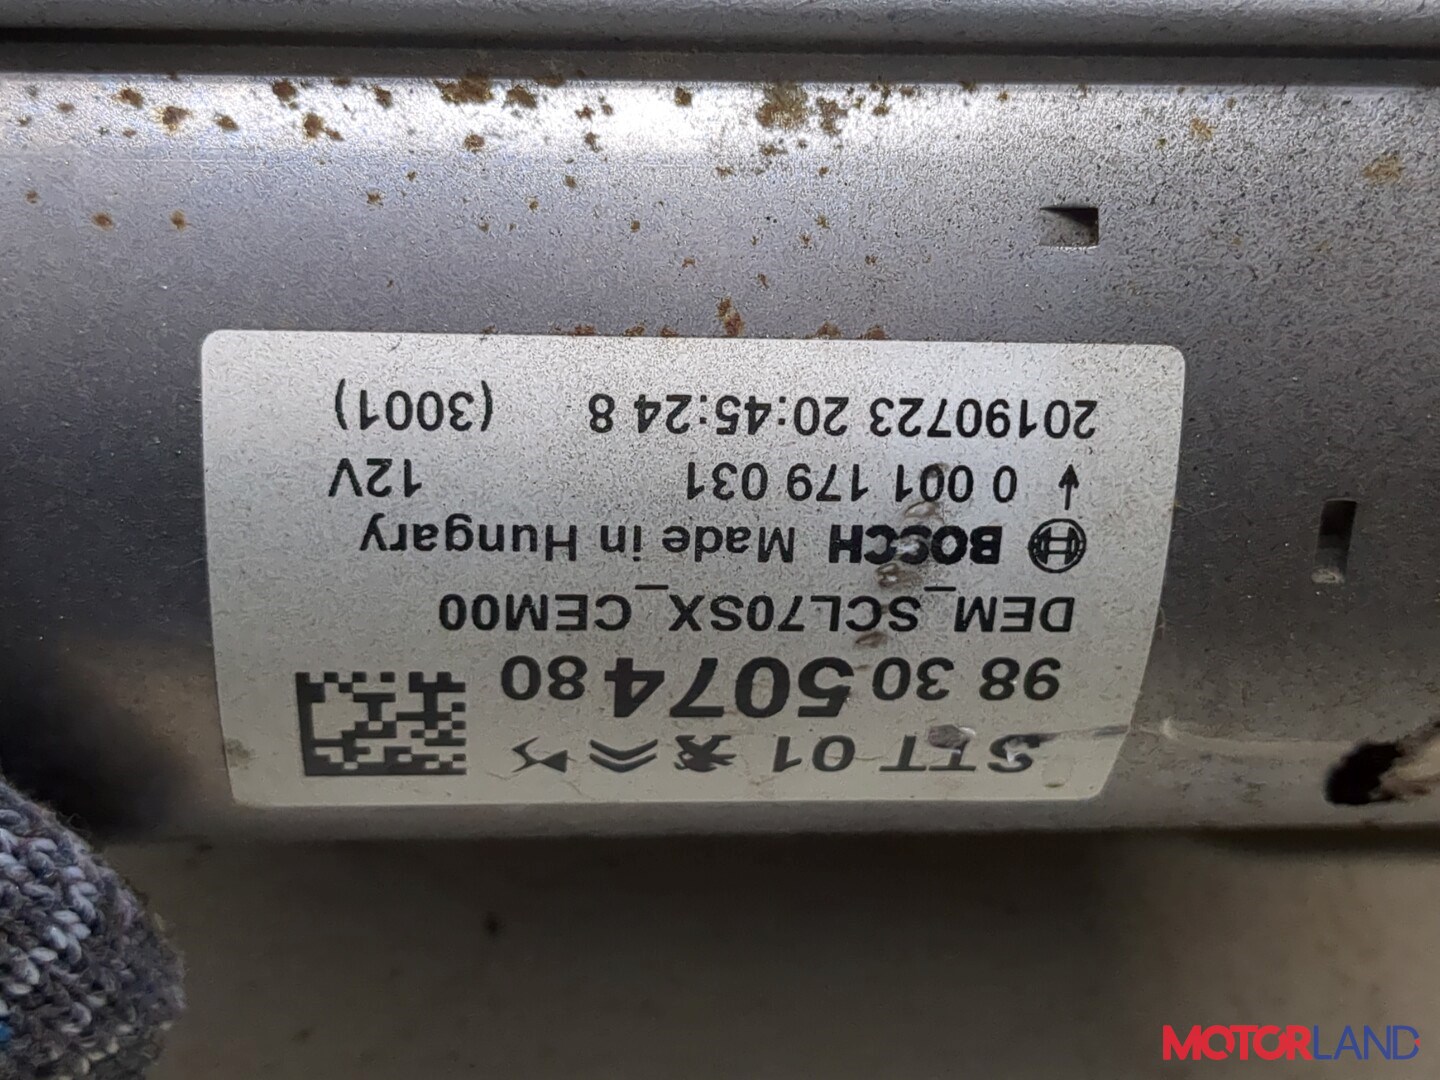 STT 01
98 30 5074 80
DEM_SCL70SX_CEM00
BOSCH Made in Hungary
0 001 179 031 12V
20190723 20:45:24 8 (3001)
MOTORLAND